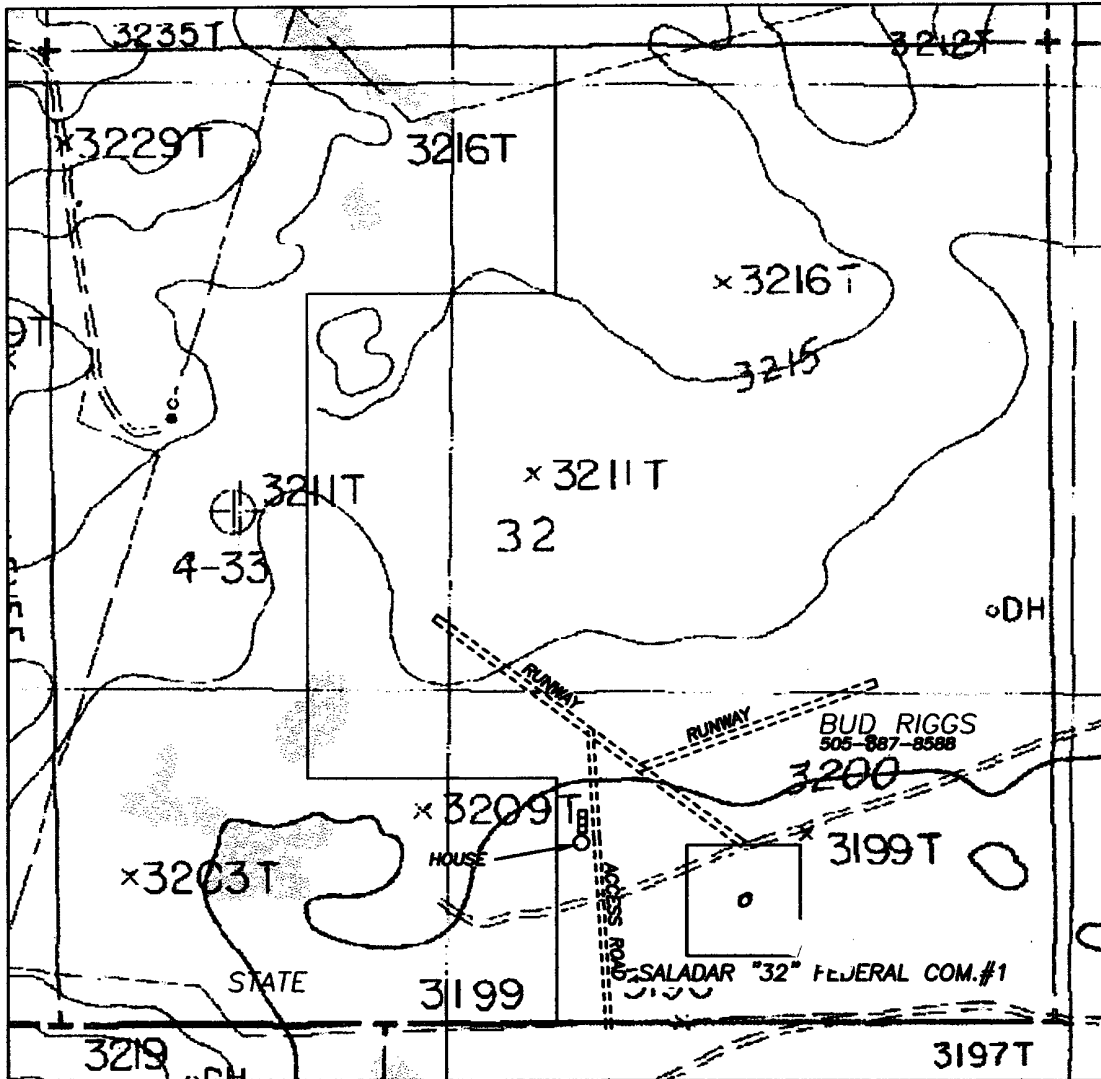 3235T
3212T
3229T
3216T
3216T
3215
3211T
3211T
32
4-33
DH
RUNWAY
RUNWAY
BUD RIGGS
505-887-8588
3200
3209T
HOUSE
3199T
3203T
ACCESS ROAD
SALADAR "32" FEDERAL COM.#1
STATE
3199
3219
3197T